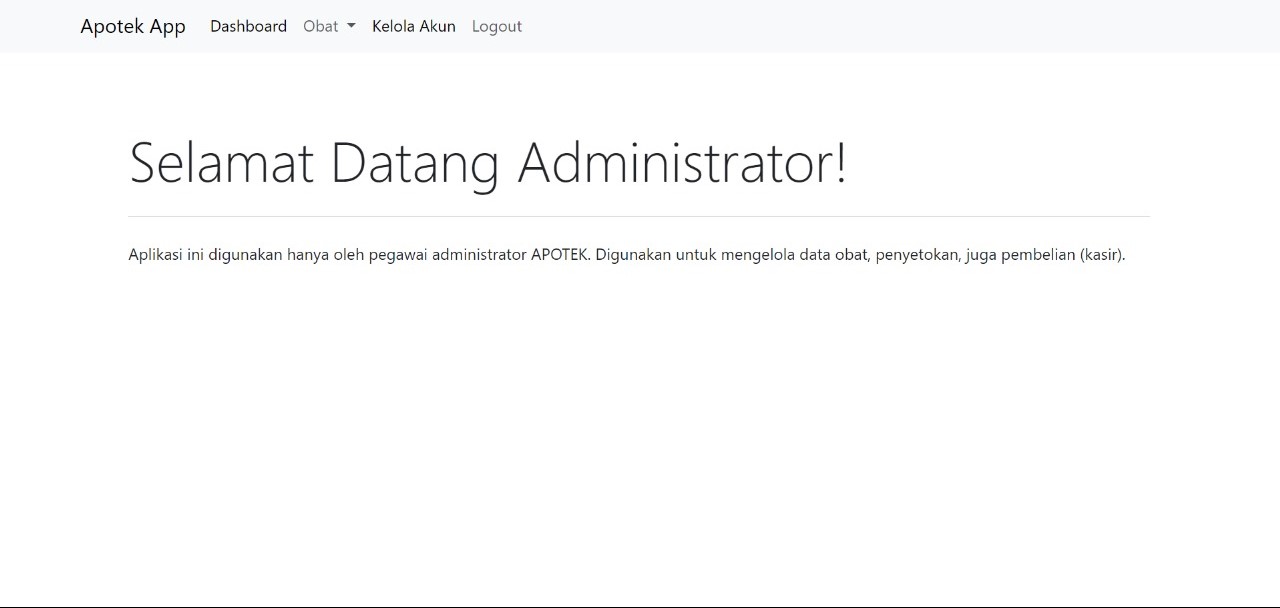 Apotek App Dashboard Obat Kelola Akun Logout
Selamat Datang Administrator!
Aplikasi ini digunakan hanya oleh pegawai administrator APOTEK. Digunakan untuk mengelola data obat, penyetokan, juga pembelian (kasir).